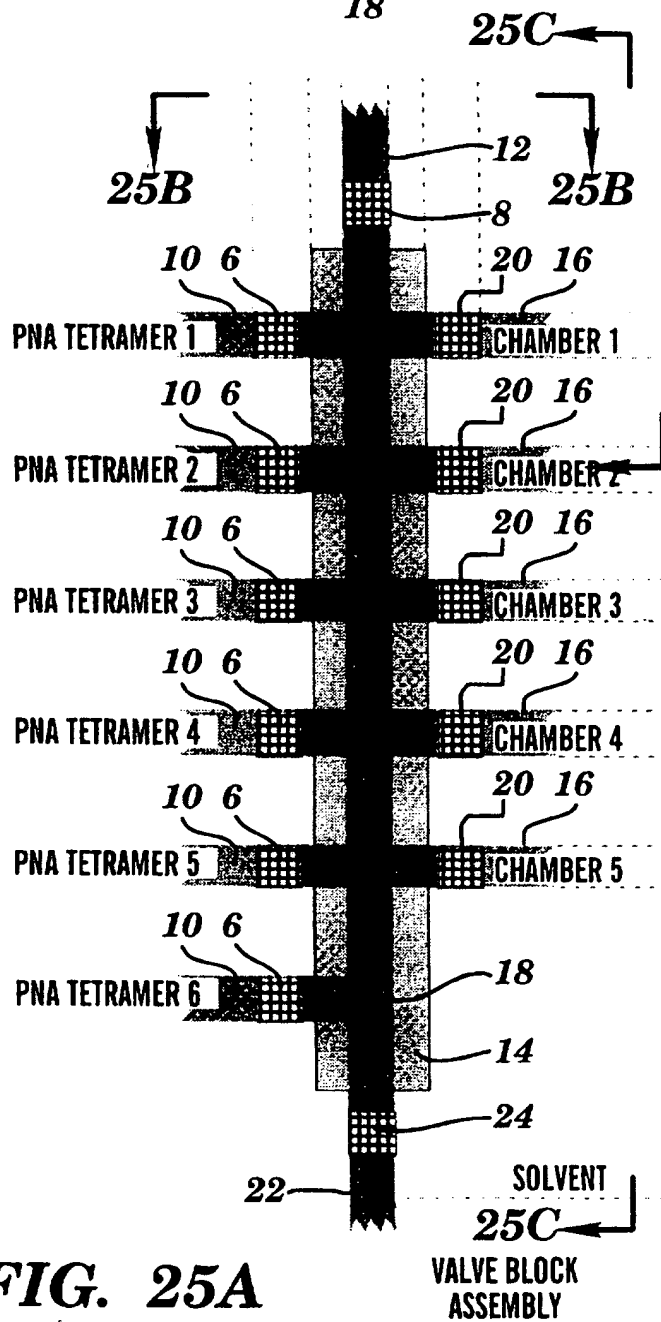 18
25C
12
25B 25B
8
10 6 20 16
PNA TETRAMER 1 CHAMBER 1
10 6 20 16
PNA TETRAMER 2 CHAMBER 2
10 6 20 16
PNA TETRAMER 3 CHAMBER 3
10 6 20 16
PNA TETRAMER 4 CHAMBER 4
10 6 20 16
PNA TETRAMER 5 CHAMBER 5
10 6
PNA TETRAMER 6
18
14
24
SOLVENT
22
25C
FIG. 25A
VALVE BLOCK
ASSEMBLY